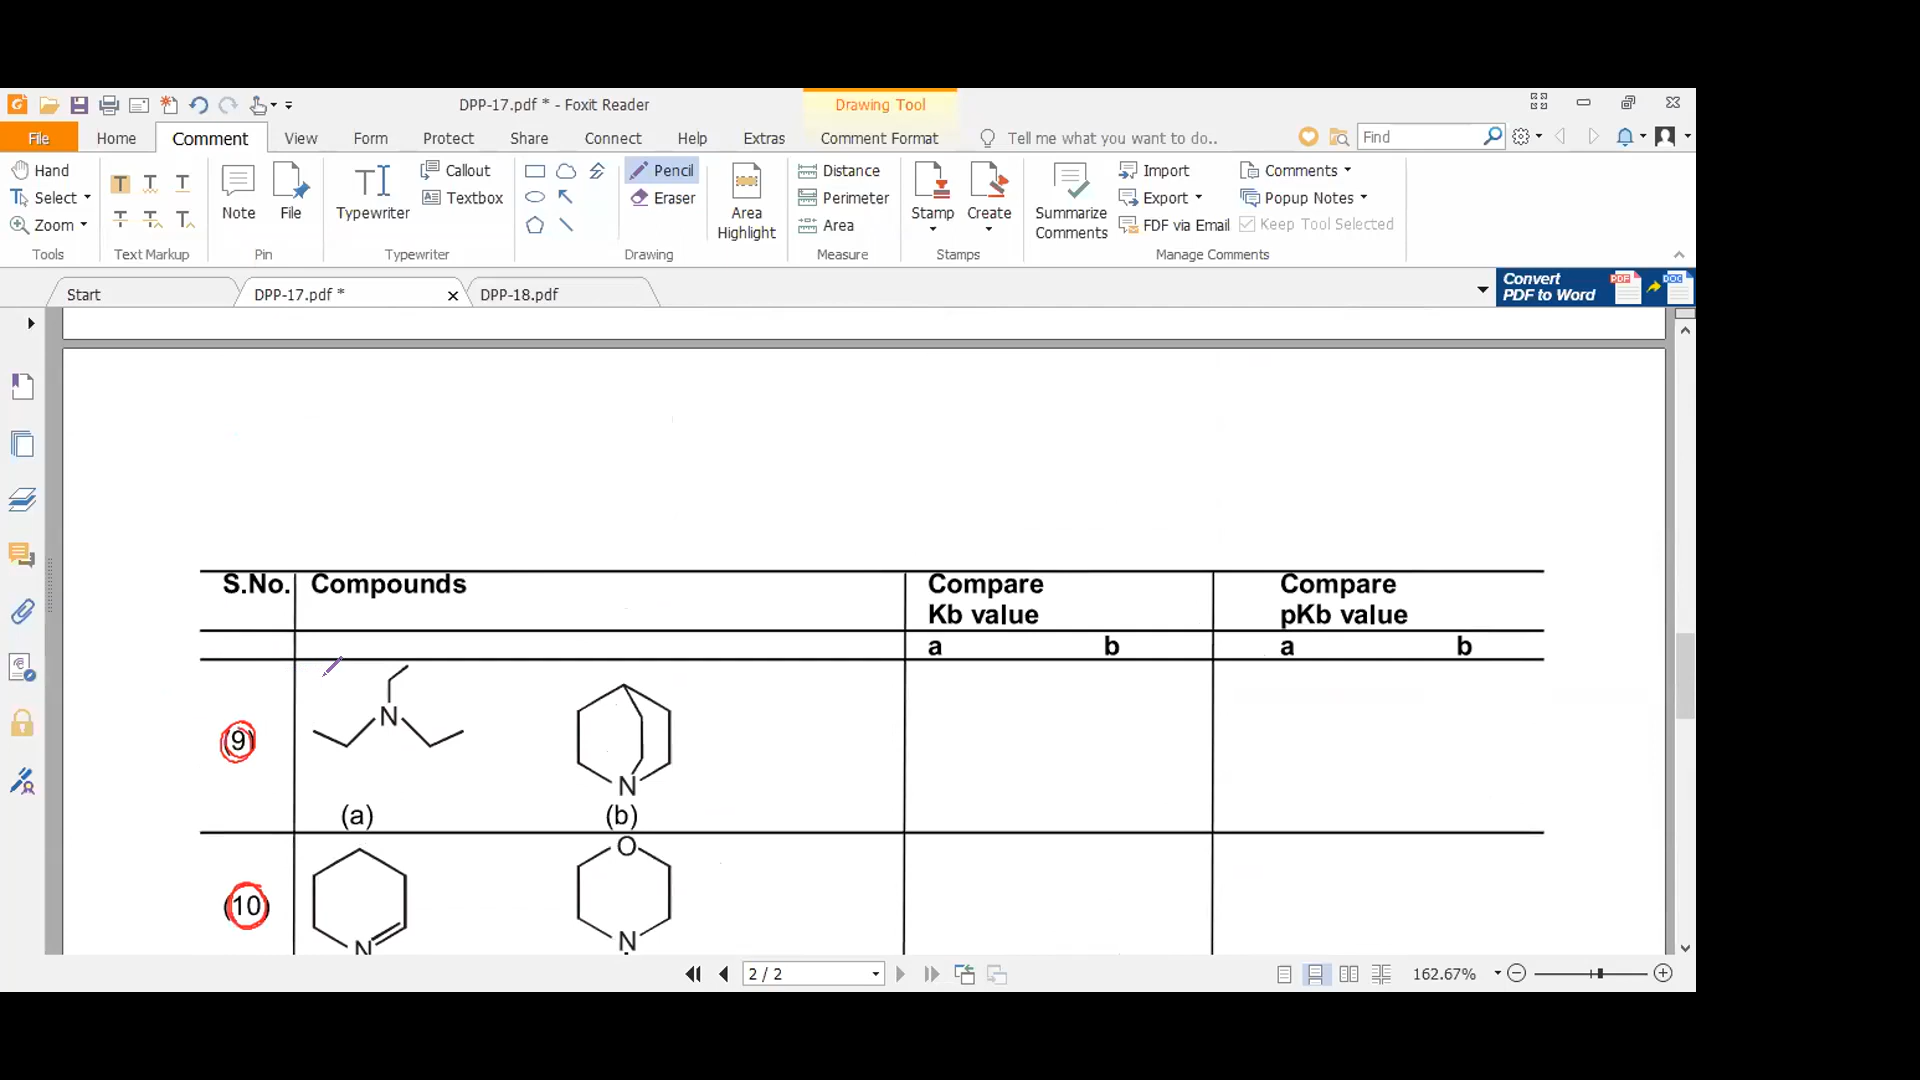 DPP-17.pdf * - Foxit Reader
Drawing Tool
File Home Comment View Form Protect Share Connect Help Extras Comment Format Tell me what you want to do.. Find
Hand
Select
Zoom
Tools
Text Markup
Note
File
Pin
Typewriter
Callout
Textbox
Typewriter
Pencil
Eraser
Drawing
Area
Highlight
Distance
Perimeter
Area
Measure
Stamp
Create
Stamps
Summarize
Comments
Import
Export
FDF via Email
Comments
Popup Notes
Keep Tool Selected
Manage Comments
Start DPP-17.pdf * DPP-18.pdf
Convert
PDF to Word
PDF
DOC
S.No. Compounds Compare
Kb value Compare
pKb value
a b a b
(9) N N
(a) (b)
(10) N O
N
2 / 2
162.67%